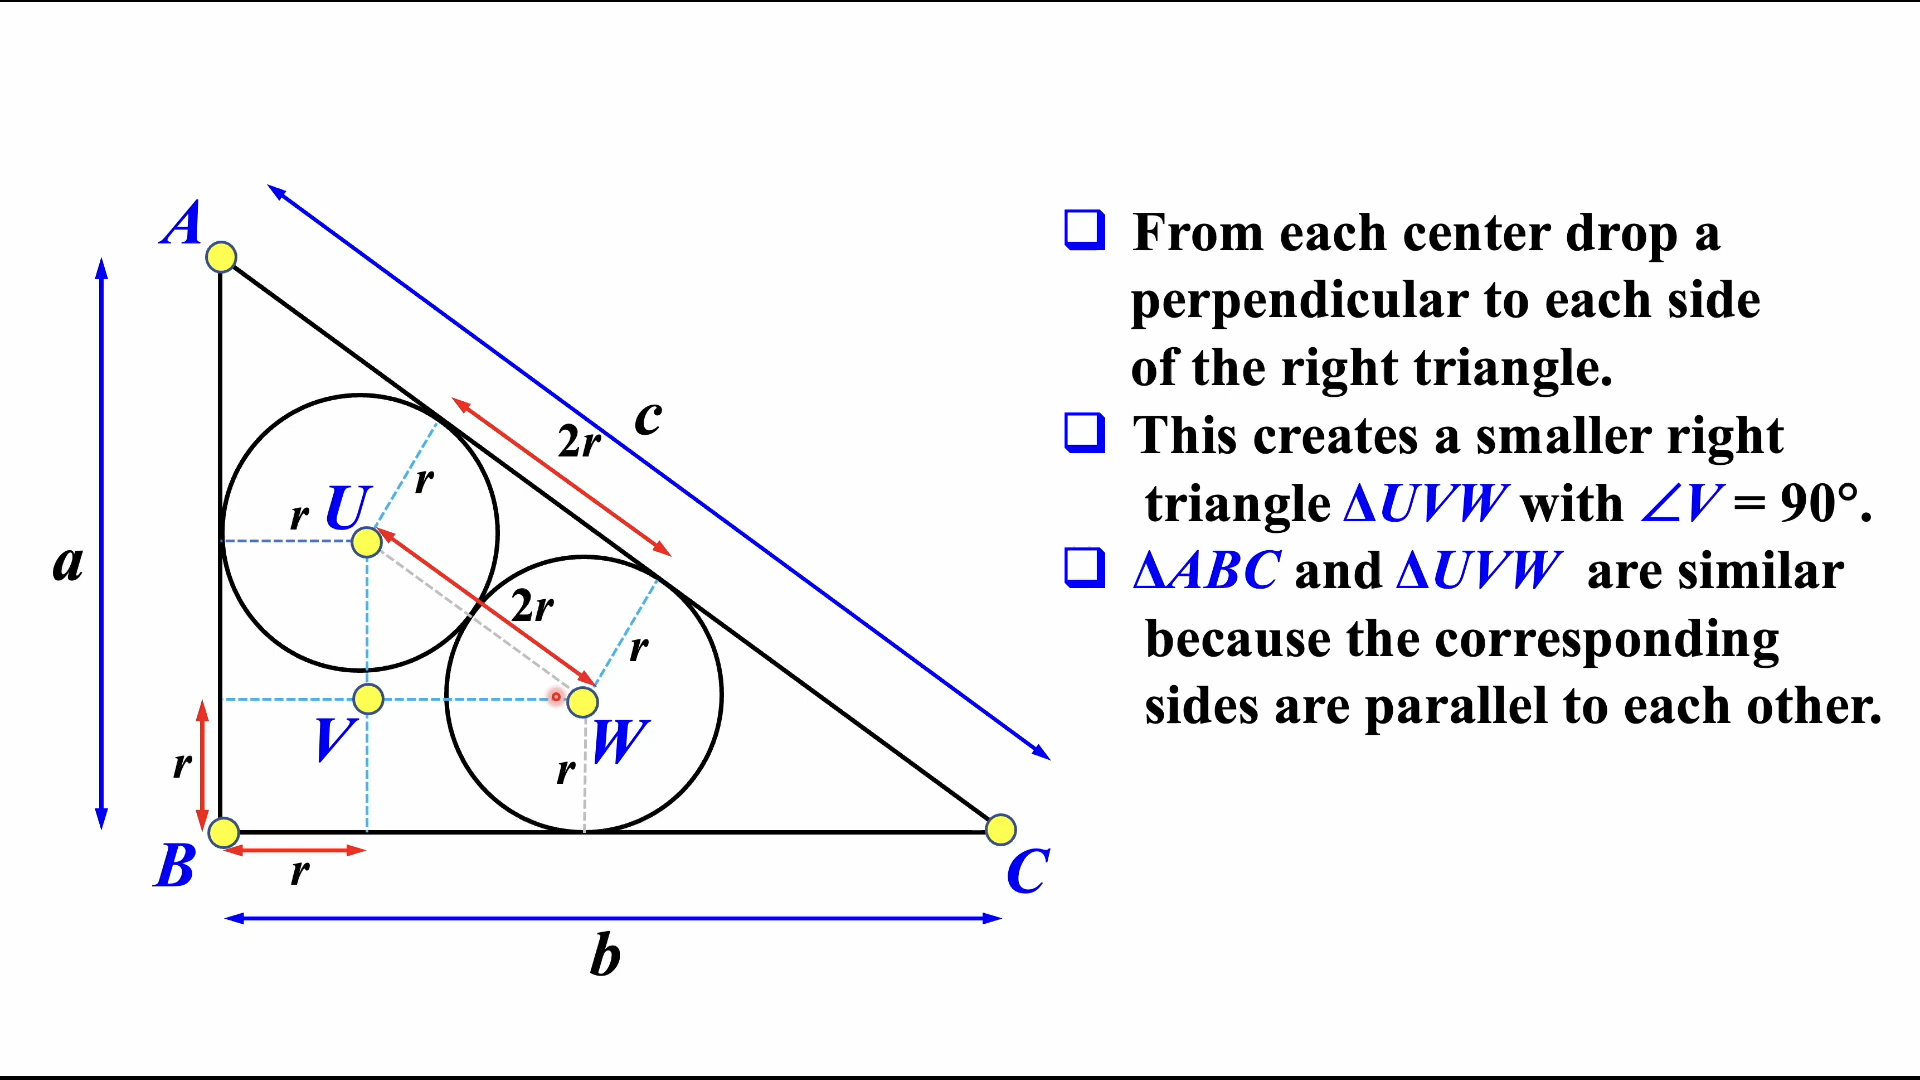 A
c
2r
r
r U
a
2r
r
V
W
r
r
B
r
C
b
❑ From each center drop a
perpendicular to each side
of the right triangle.
❑ This creates a smaller right
triangle ΔUVW with ∠V = 90°.
❑ ΔABC and ΔUVW are similar
because the corresponding
sides are parallel to each other.